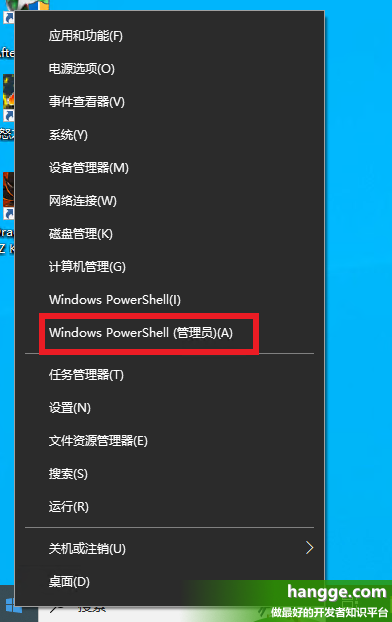 应用和功能(F)
电源选项(O)
事件查看器(V)
系统(Y)
设备管理器(M)
网络连接(W)
磁盘管理(K)
计算机管理(G)
Windows PowerShell(I)
Windows PowerShell (管理员)(A)
任务管理器(T)
设置(N)
文件资源管理器(E)
搜索(S)
运行(R)
关机或注销(U)
桌面(D)
搜索
hangge.com
做最好的开发者知识平台